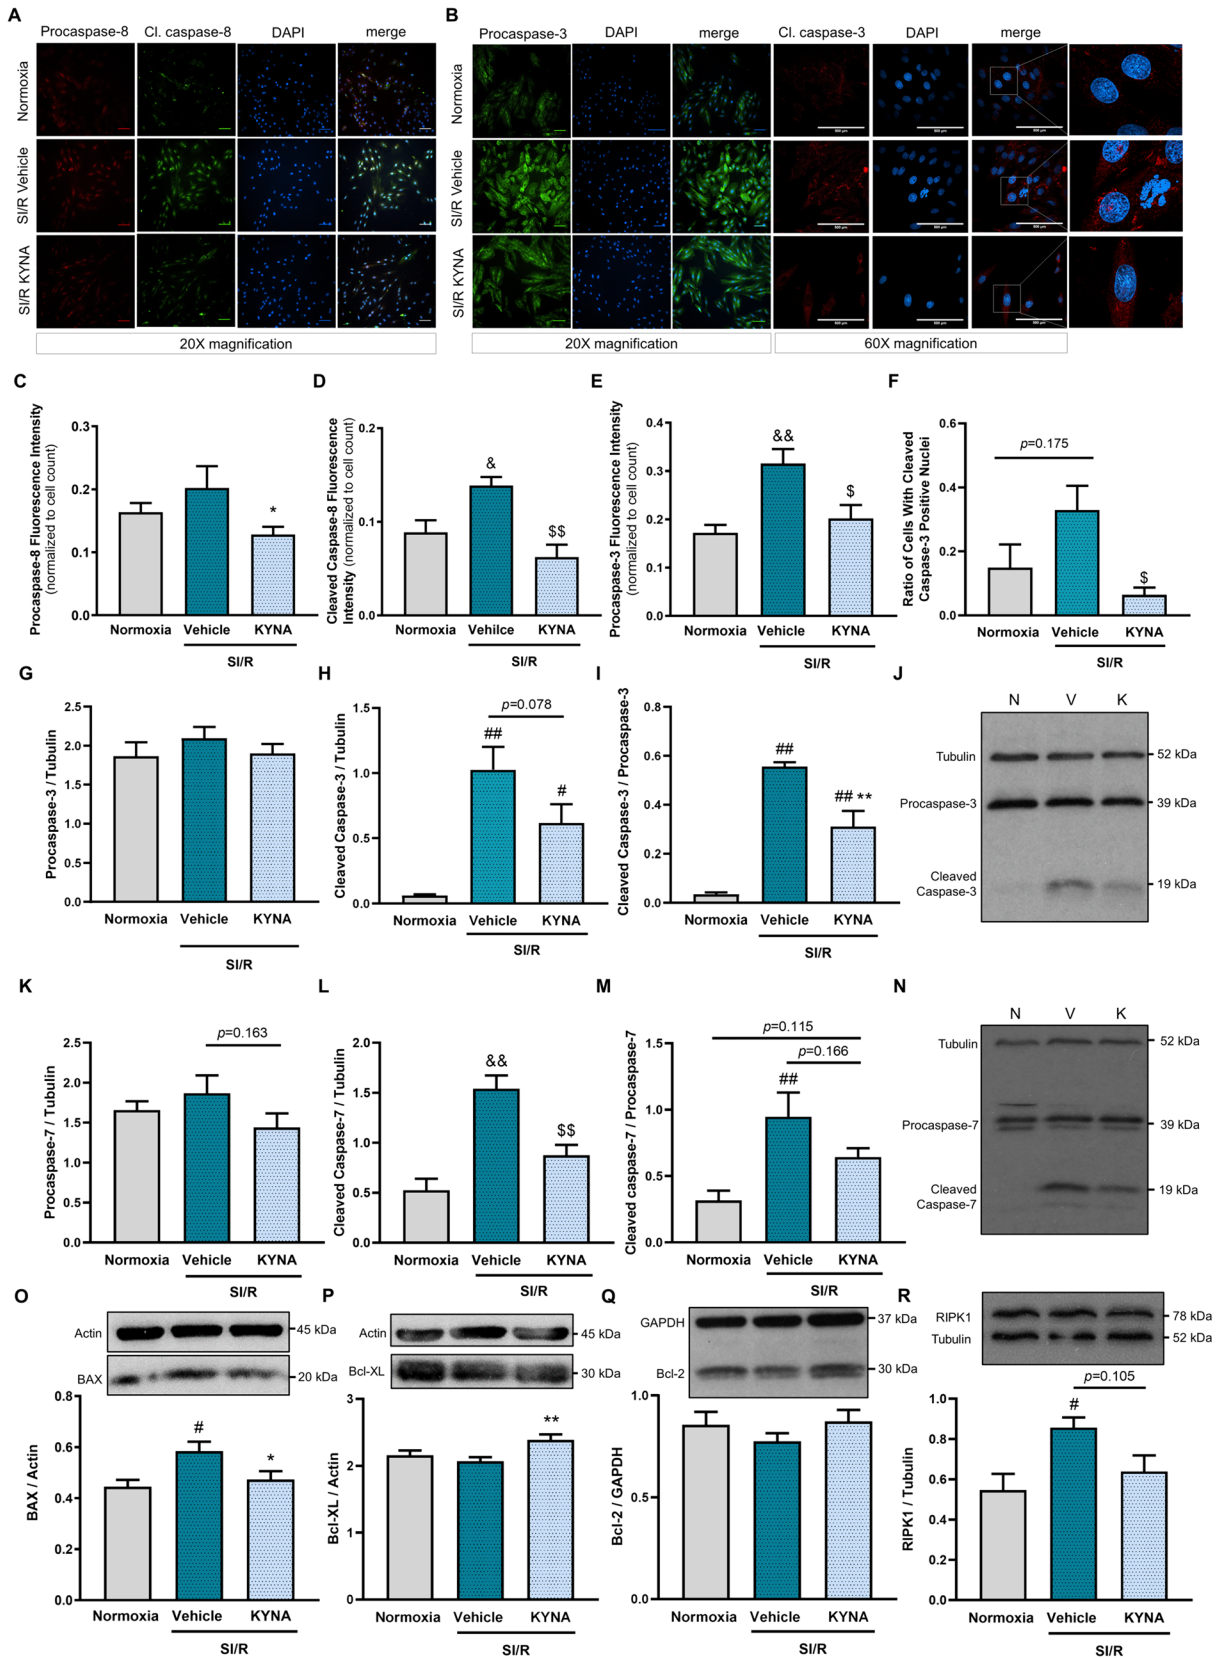 A
Procaspase-8 Cl. caspase-8 DAPI merge
Normoxia
SI/R Vehicle
SI/R KYNA
20X magnification
B
Procaspase-3 DAPI merge Cl. caspase-3 DAPI merge
Normoxia
SI/R Vehicle
SI/R KYNA
20X magnification 60X magnification
C
Procaspase-8 Fluorescence Intensity
(normalized to cell count)
0.3
0.2
0.1
0.0
*
Normoxia Vehicle KYNA
SI/R
D
Cleaved Caspase-8 Fluorescence
Intensity (normalized to cell count)
0.2
0.1
0.0
&
$$
Normoxia Vehilce KYNA
SI/R
E
Procaspase-3 Fluorescence Intensity
(normalized to cell count)
0.4
0.3
0.2
0.1
0.0
&&
$
Normoxia Vehicle KYNA
SI/R
F
Ratio of Cells With Cleaved
Caspase-3 Positive Nuclei
0.6
0.4
0.2
0.0
p=0.175
$
Normoxia Vehicle KYNA
SI/R
G
Procaspase-3 / Tubulin
2.5
2.0
1.5
1.0
0.5
0.0
Normoxia Vehicle KYNA
SI/R
H
Cleaved Caspase-3 / Tubulin
1.5
1.0
0.5
0.0
p=0.078
##
#
Normoxia Vehicle KYNA
SI/R
I
Cleaved Caspase-3 / Procaspase-3
0.8
0.6
0.4
0.2
0.0
##
## **
Normoxia Vehicle KYNA
SI/R
J
N V K
Tubulin 52 kDa
Procaspase-3 39 kDa
Cleaved
Caspase-3 19 kDa
K
Procaspase-7 / Tubulin
2.5
2.0
1.5
1.0
0.5
0.0
p=0.163
Normoxia Vehicle KYNA
SI/R
L
Cleaved Caspase-7 / Tubulin
2.0
1.5
1.0
0.5
0.0
&&
$$
Normoxia Vehicle KYNA
SI/R
M
Cleaved caspase-7 / Procaspase-7
1.5
1.0
0.5
0.0
p=0.115
p=0.166
##
Normoxia Vehicle KYNA
SI/R
N
N V K
Tubulin 52 kDa
Procaspase-7 39 kDa
Cleaved
Caspase-7 19 kDa
O
Actin 45 kDa
BAX 20 kDa
BAX / Actin
0.8
0.6
0.4
0.2
0.0
#
*
Normoxia Vehicle KYNA
SI/R
P
Actin 45 kDa
Bcl-XL 30 kDa
Bcl-XL / Actin
3
2
1
0
**
Normoxia Vehicle KYNA
SI/R
Q
GAPDH 37 kDa
Bcl-2 30 kDa
Bcl-2 / GAPDH
1.0
0.5
0.0
Normoxia Vehicle KYNA
SI/R
R
RIPK1 78 kDa
Tubulin 52 kDa
RIPK1 / Tubulin
1.0
0.8
0.6
0.4
0.2
0.0
p=0.105
#
Normoxia Vehicle KYNA
SI/R